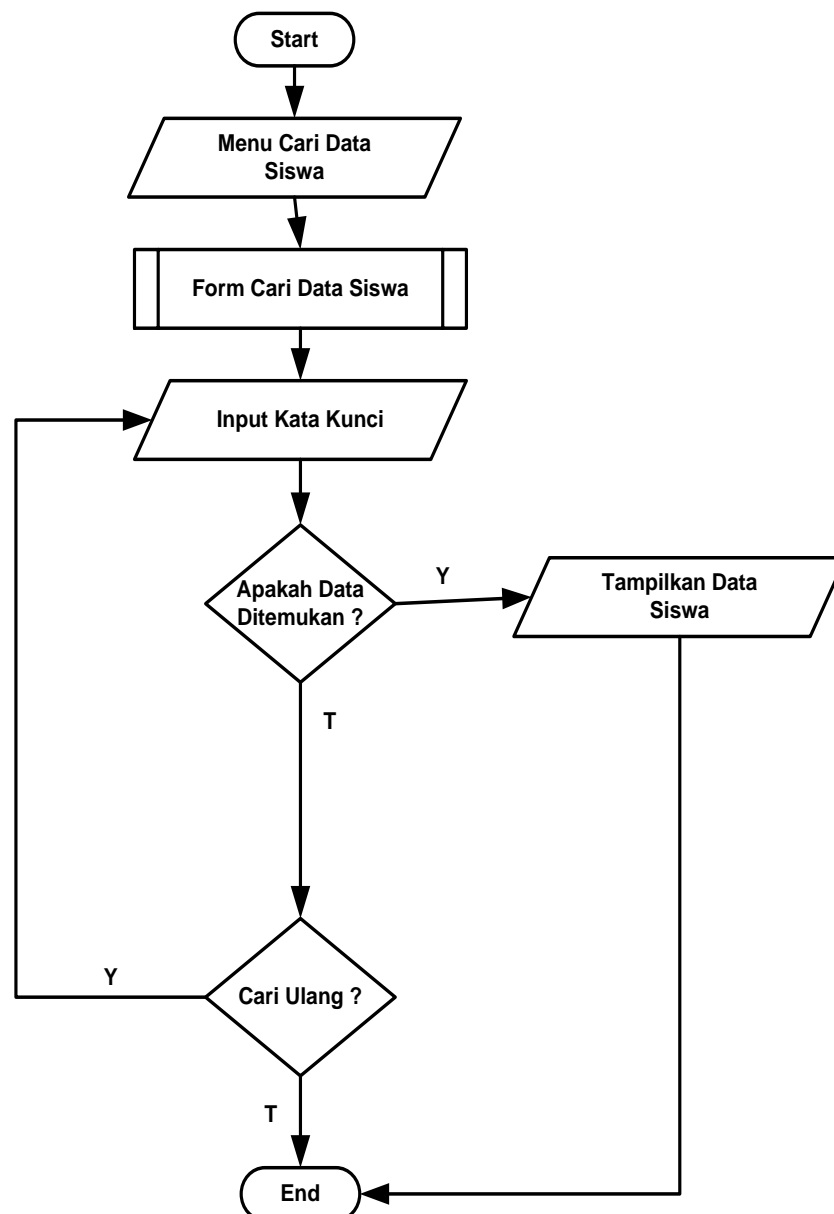 Start
Menu Cari Data
Siswa
Form Cari Data Siswa
Input Kata Kunci
Apakah Data
Ditemukan ?
Y
Tampilkan Data
Siswa
T
Y
Cari Ulang ?
T
End